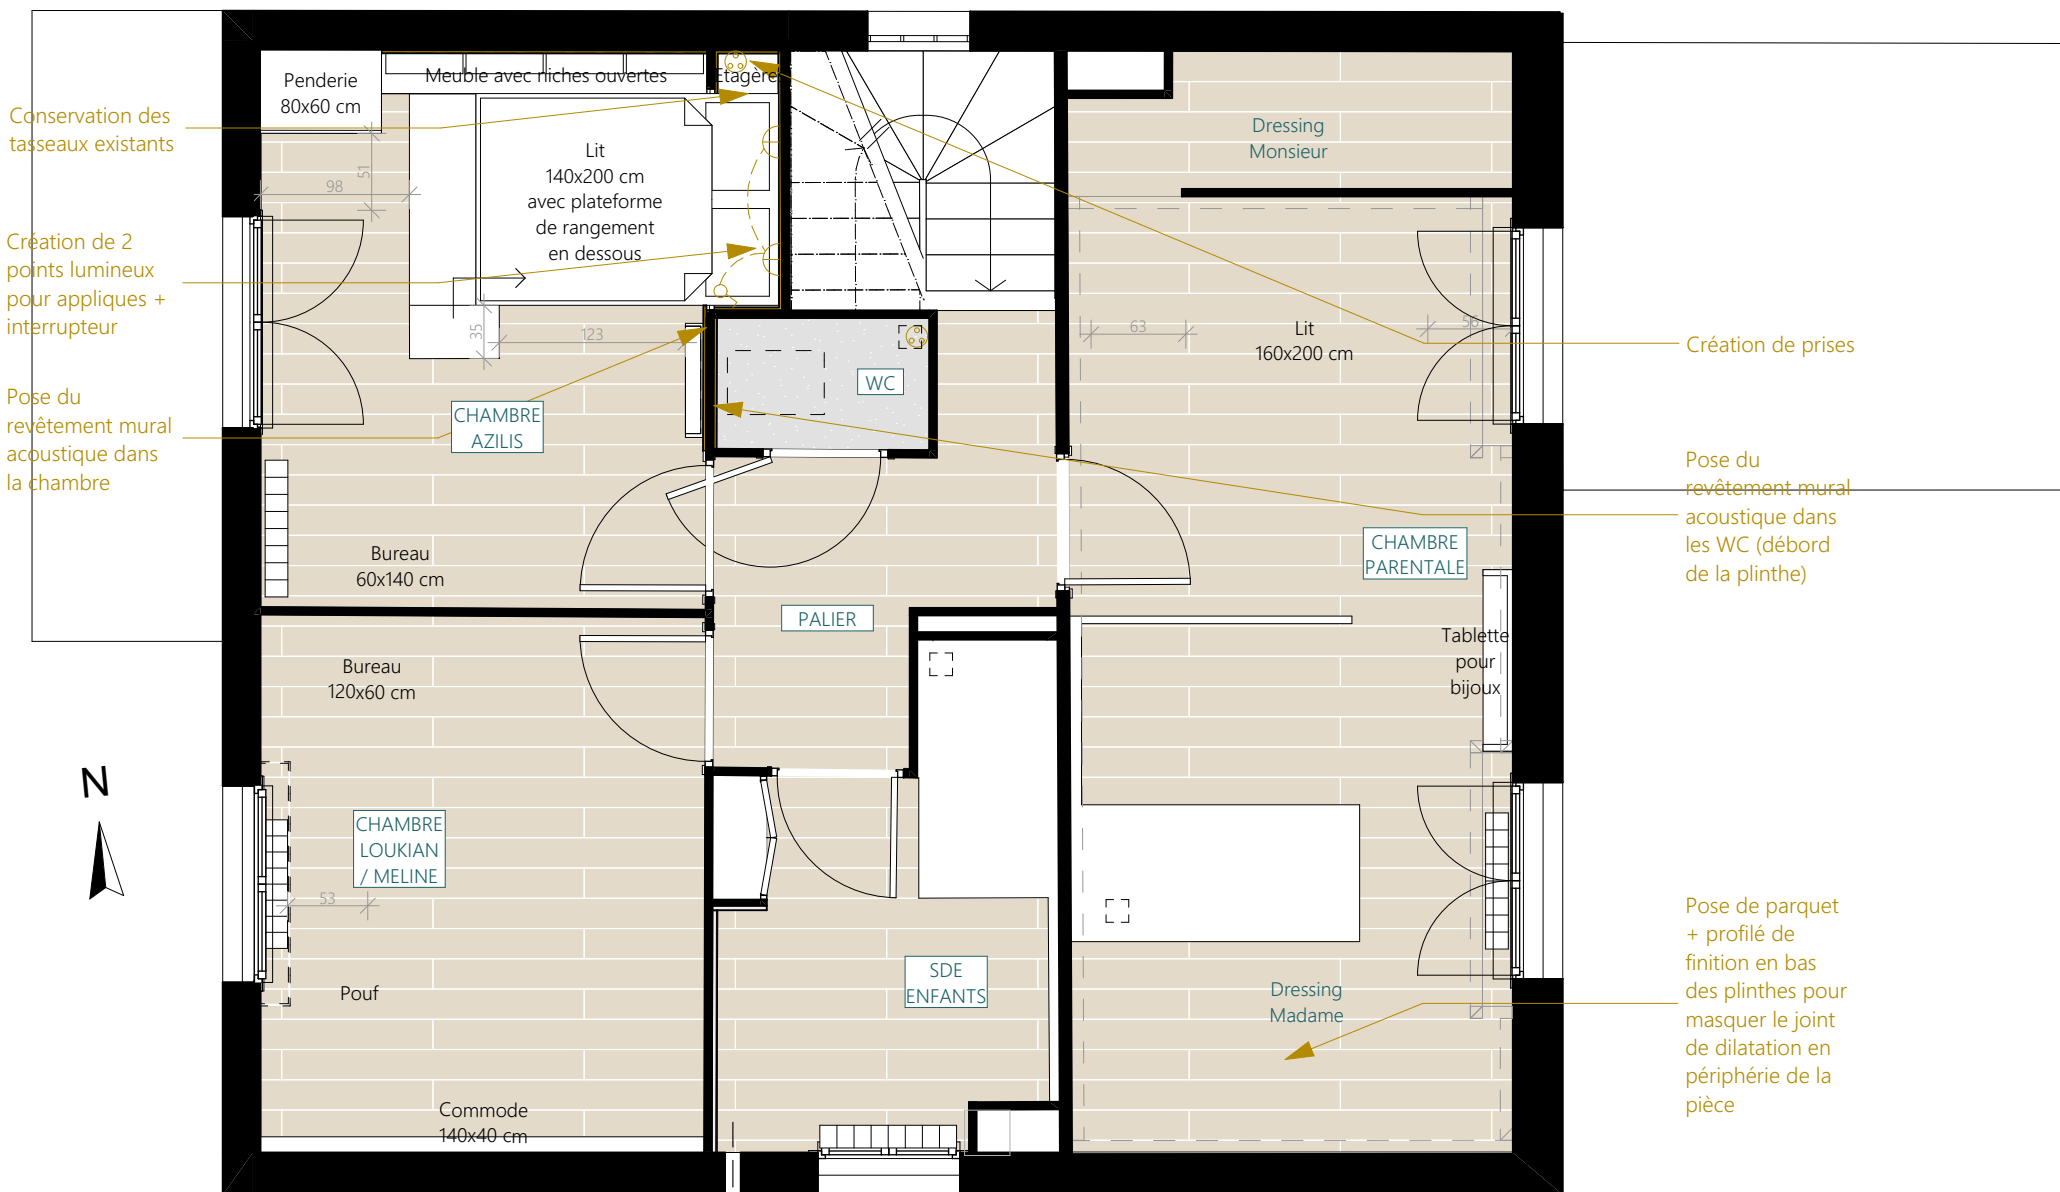 Penderie
80x60 cm
Meuble avec niches ouvertes
Etagère
Conservation des
tasseaux existants
Lit
140x200 cm
avec plateforme
de rangement
en dessous
51
98
Création de 2
points lumineux
pour appliques +
interrupteur
35
123
Pose du
revêtement mural
acoustique dans
la chambre
CHAMBRE
AZILIS
WC
Dressing
Monsieur
63
56
Lit
160x200 cm
Création de prises
Pose du
revêtement mural
acoustique dans
les WC (débord
de la plinthe)
CHAMBRE
PARENTALE
Bureau
60x140 cm
PALIER
Bureau
120x60 cm
Tablette
pour
bijoux
N
CHAMBRE
LOUKIAN
/ MELINE
53
Pouf
SDE
ENFANTS
Dressing
Madame
Pose de parquet
+ profilé de
finition en bas
des plinthes pour
masquer le joint
de dilatation en
périphérie de la
pièce
Commode
140x40 cm